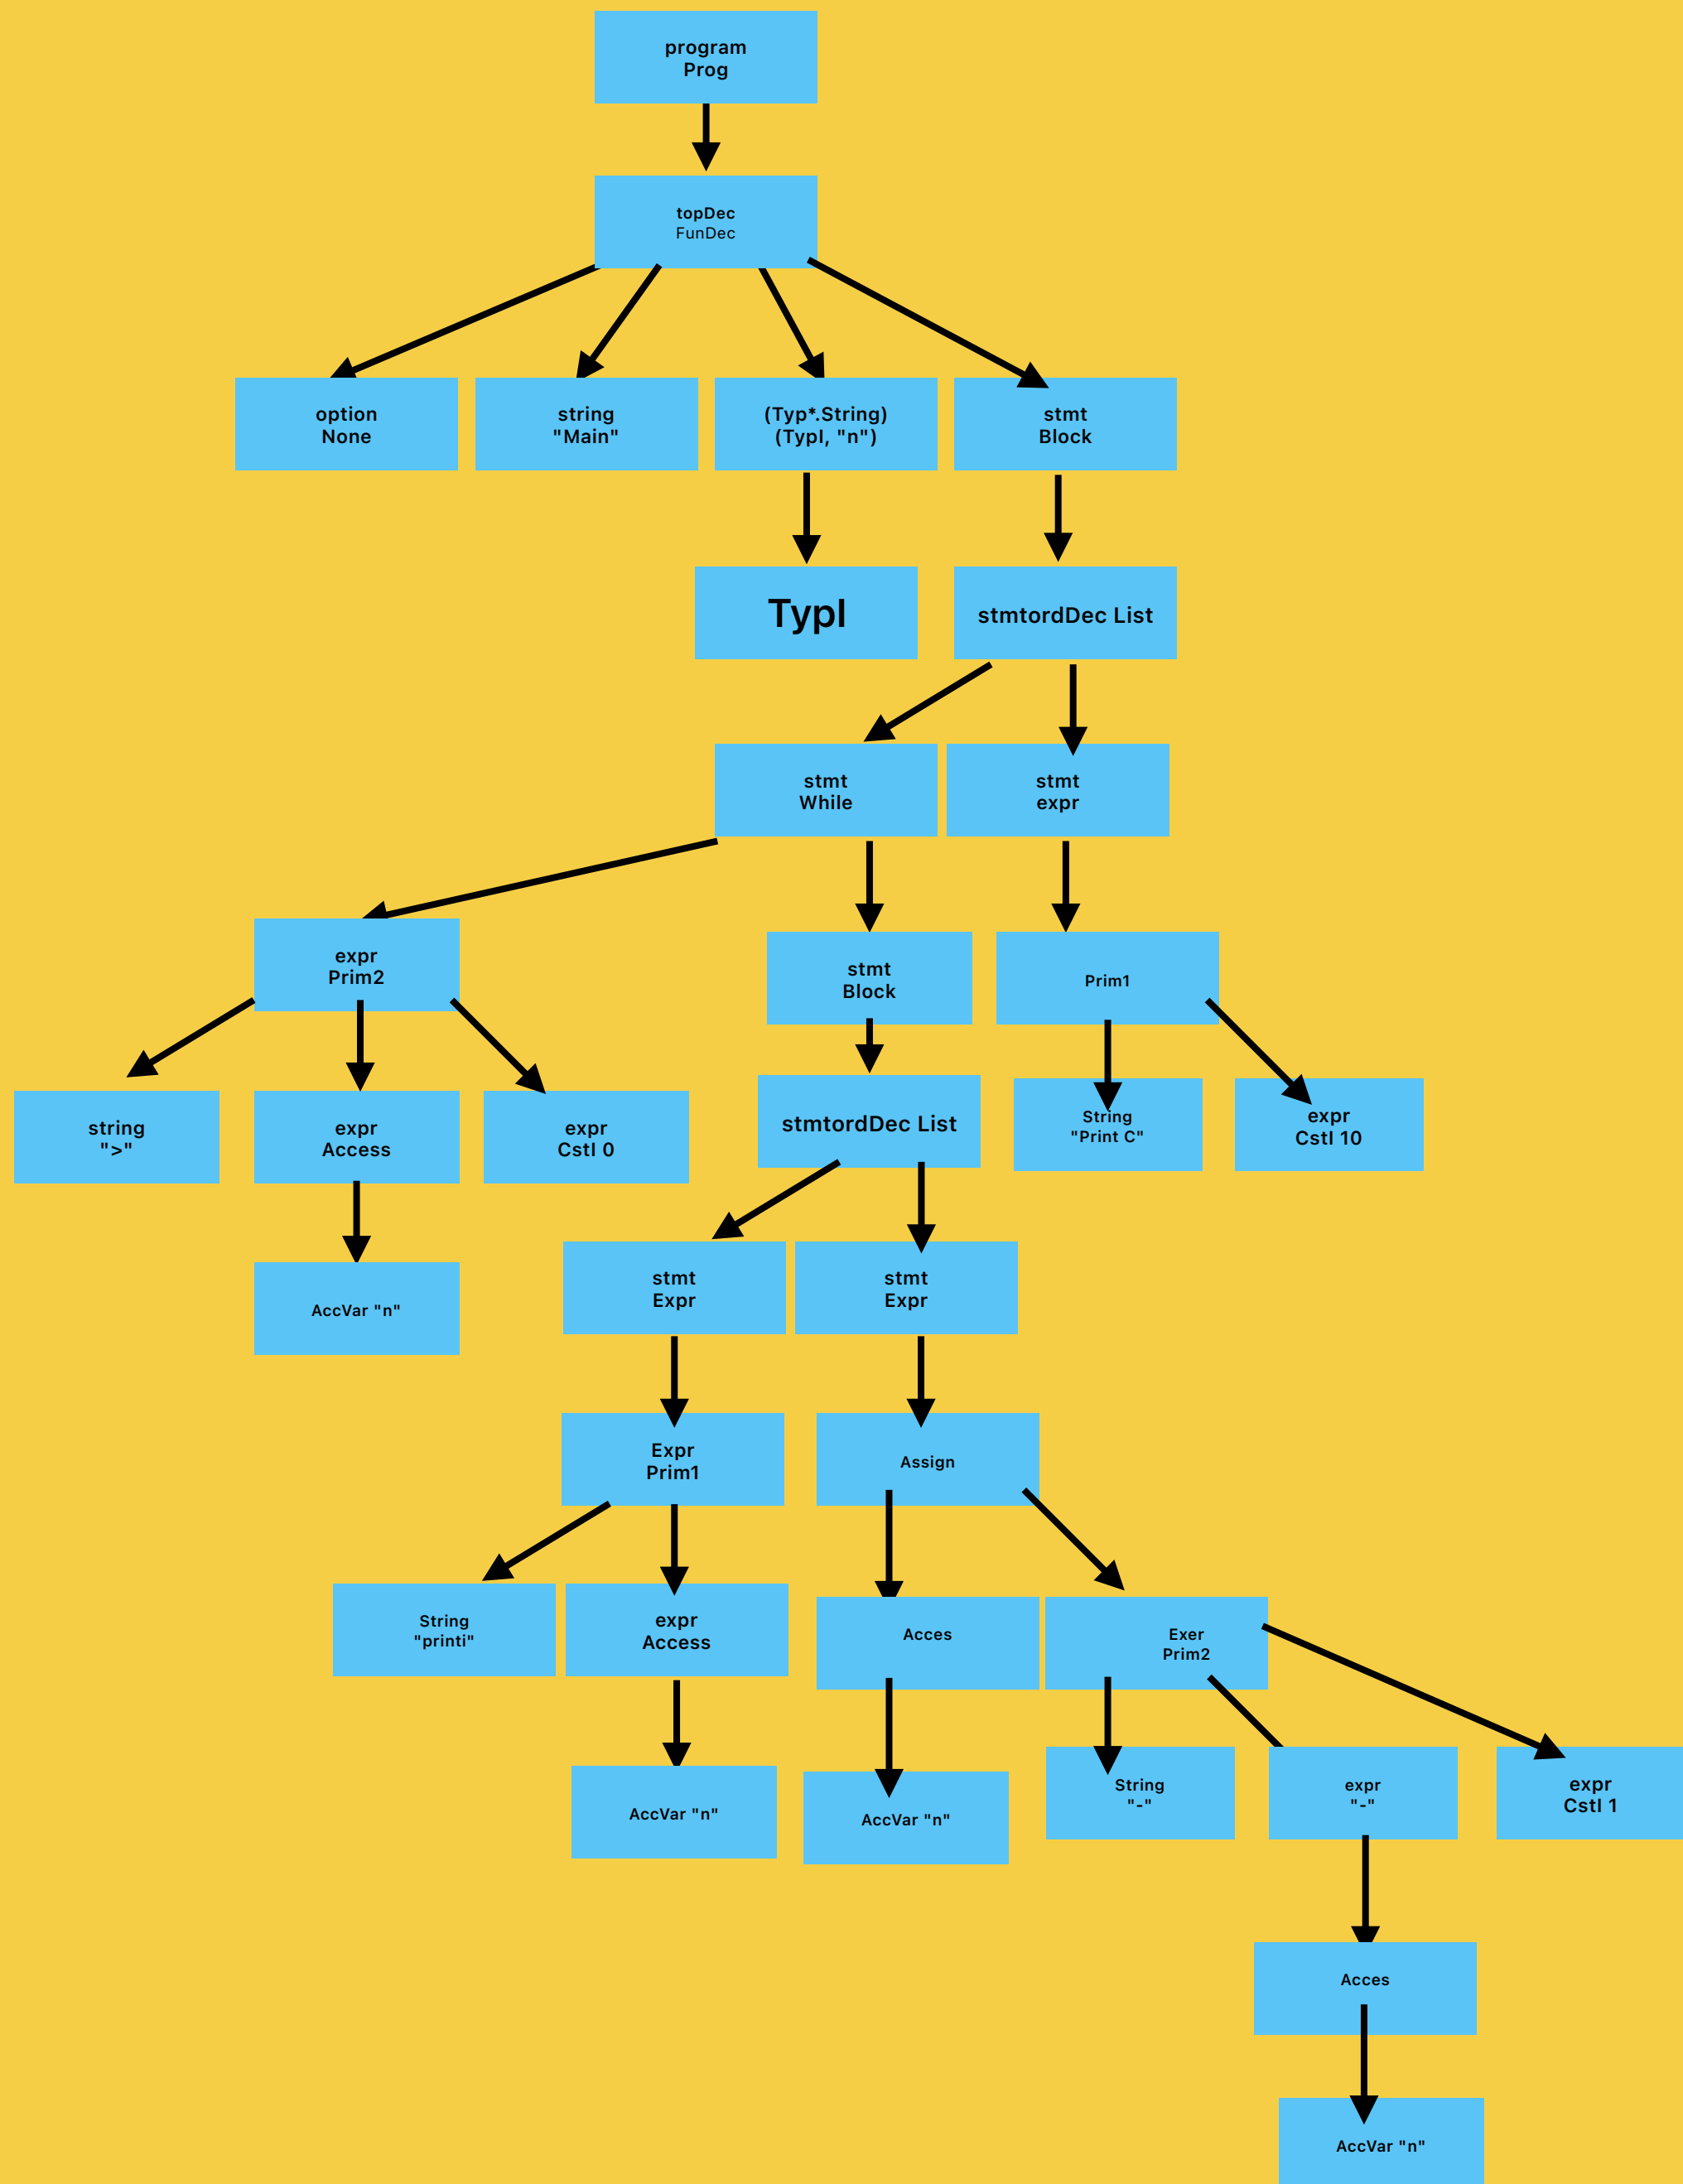 program
Prog
topDec
FunDec
option
None
string
"Main"
(Typ*.String)
(TypI, "n")
stmt
Block
TypI
stmtordDec List
stmt
While
stmt
expr
expr
Prim2
stmt
Block
Prim1
string
">"
expr
Access
expr
CstI 0
stmtordDec List
String
"Print C"
expr
CstI 10
AccVar "n"
stmt
Expr
stmt
Expr
Expr
Prim1
Assign
String
"printi"
expr
Access
Acces
Exer
Prim2
AccVar "n"
AccVar "n"
String
"-"
expr
"-"
expr
CstI 1
Acces
AccVar "n"